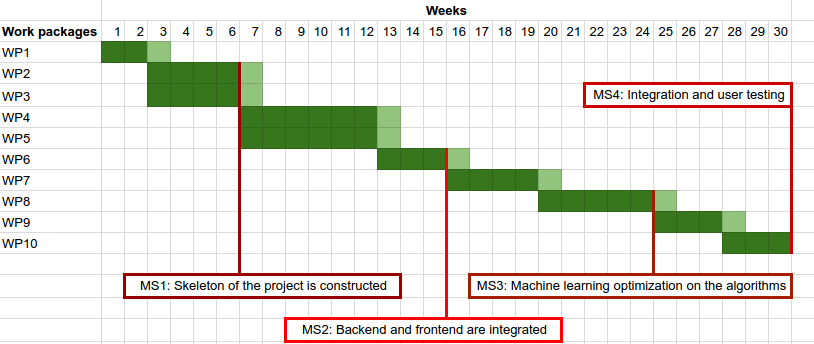 Weeks
Work packages 1 2 3 4 5 6 7 8 9 10 11 12 13 14 15 16 17 18 19 20 21 22 23 24 25 26 27 28 29 30
WP1
WP2
WP3
MS4: Integration and user testing
WP4
WP5
WP6
WP7
WP8
WP9
WP10
MS1: Skeleton of the project is constructed
MS3: Machine learning optimization on the algorithms
MS2: Backend and frontend are integrated